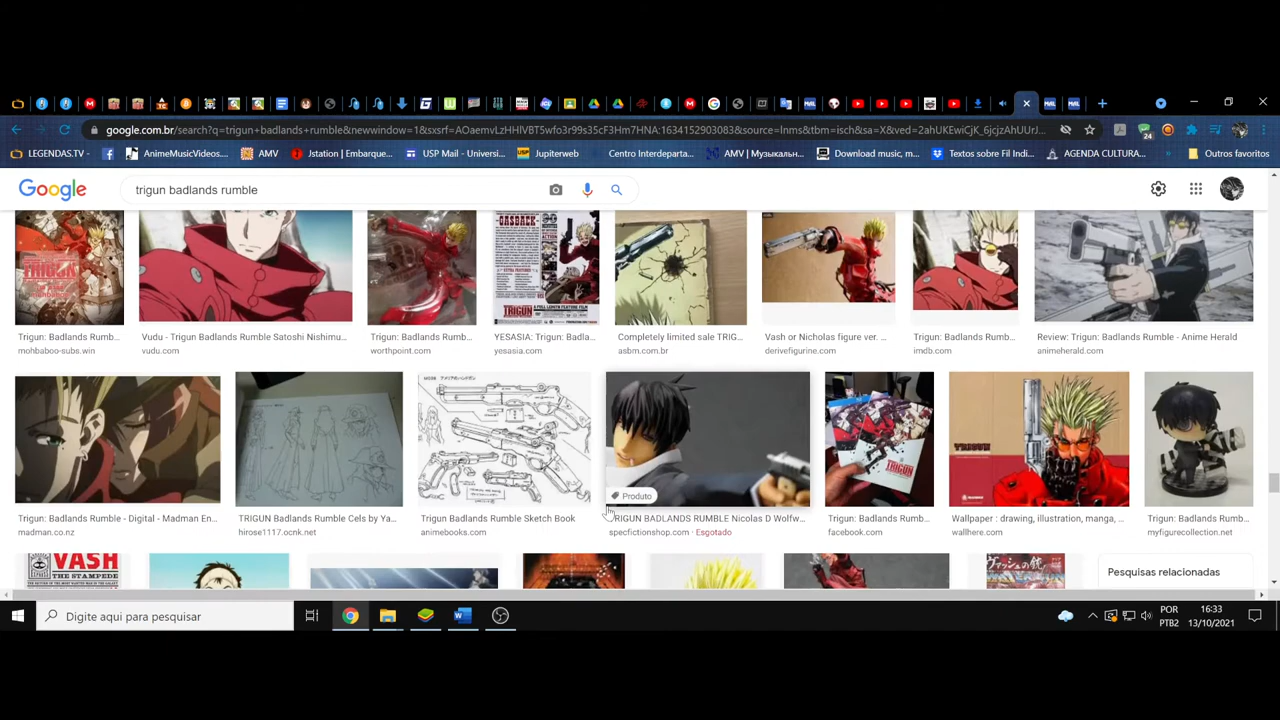 google.com.br/search?q=trigun+badlands+rumble&newwindow=1&sxsrf=AOaemvLzHHlVBT5wfo3r99s35cF3Hm7HNA:1634152903083&source=lnms&tbm=isch&sa=X&ved=2ahUKEwiCjK_6jcjzAhUUrJ...
LEGENDAS.TV -
AnimeMusicVideos...
AMV
Jstation | Embarque...
USP Mail - Universi...
Jupiterweb
Centro Interdeparta...
AMV | Музыкальн...
Download music, m...
Textos sobre Fil Indi...
AGENDA CULTURA...
Outros favoritos
Google
trigun badlands rumble
TRIGUN
GASBACK
TRIGUN
Trigun: Badlands Rumb...
mohbaboo-subs.win
Vudu - Trigun Badlands Rumble Satoshi Nishimu...
vudu.com
Trigun: Badlands Rumb...
worthpoint.com
YESASIA: Trigun: Badla...
yesasia.com
Completely limited sale TRIG...
asbm.com.br
Vash or Nicholas figure ver. ...
derivefigurine.com
Trigun: Badlands Rumb...
imdb.com
Review: Trigun: Badlands Rumble - Anime Herald
animeherald.com
Produto
TRIGUN
TRIGUN
Trigun: Badlands Rumble - Digital - Madman En...
madman.co.nz
TRIGUN Badlands Rumble Cels by Ya...
hirose1117.ocnk.net
Trigun Badlands Rumble Sketch Book
animebooks.com
TRIGUN BADLANDS RUMBLE Nicolas D Wolfw...
specfictionshop.com · Esgotado
Trigun: Badlands Rumb...
facebook.com
Wallpaper : drawing, illustration, manga, ...
wallhere.com
Trigun: Badlands Rumb...
myfigurecollection.net
VASH
THE STAMPEDE
Pesquisas relacionadas
Digite aqui para pesquisar
POR
PTB2
16:33
13/10/2021